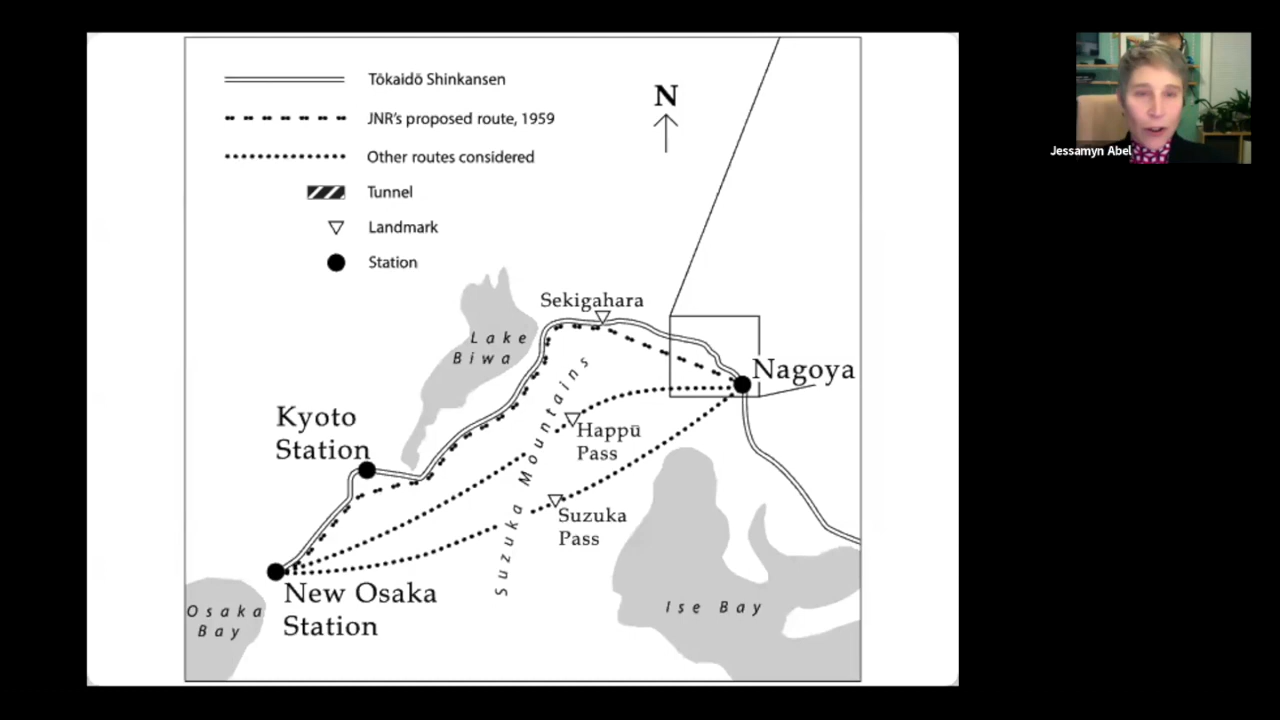 Tōkaidō Shinkansen
JNR's proposed route, 1959
Other routes considered
Tunnel
Landmark
Station
N
Jessamyn Abel
Sekigahara
Lake
Biwa
Nagoya
Suzuka Mountains
Kyoto
Station
Happū
Pass
Suzuka
Pass
New Osaka
Station
Osaka
Bay
Ise Bay